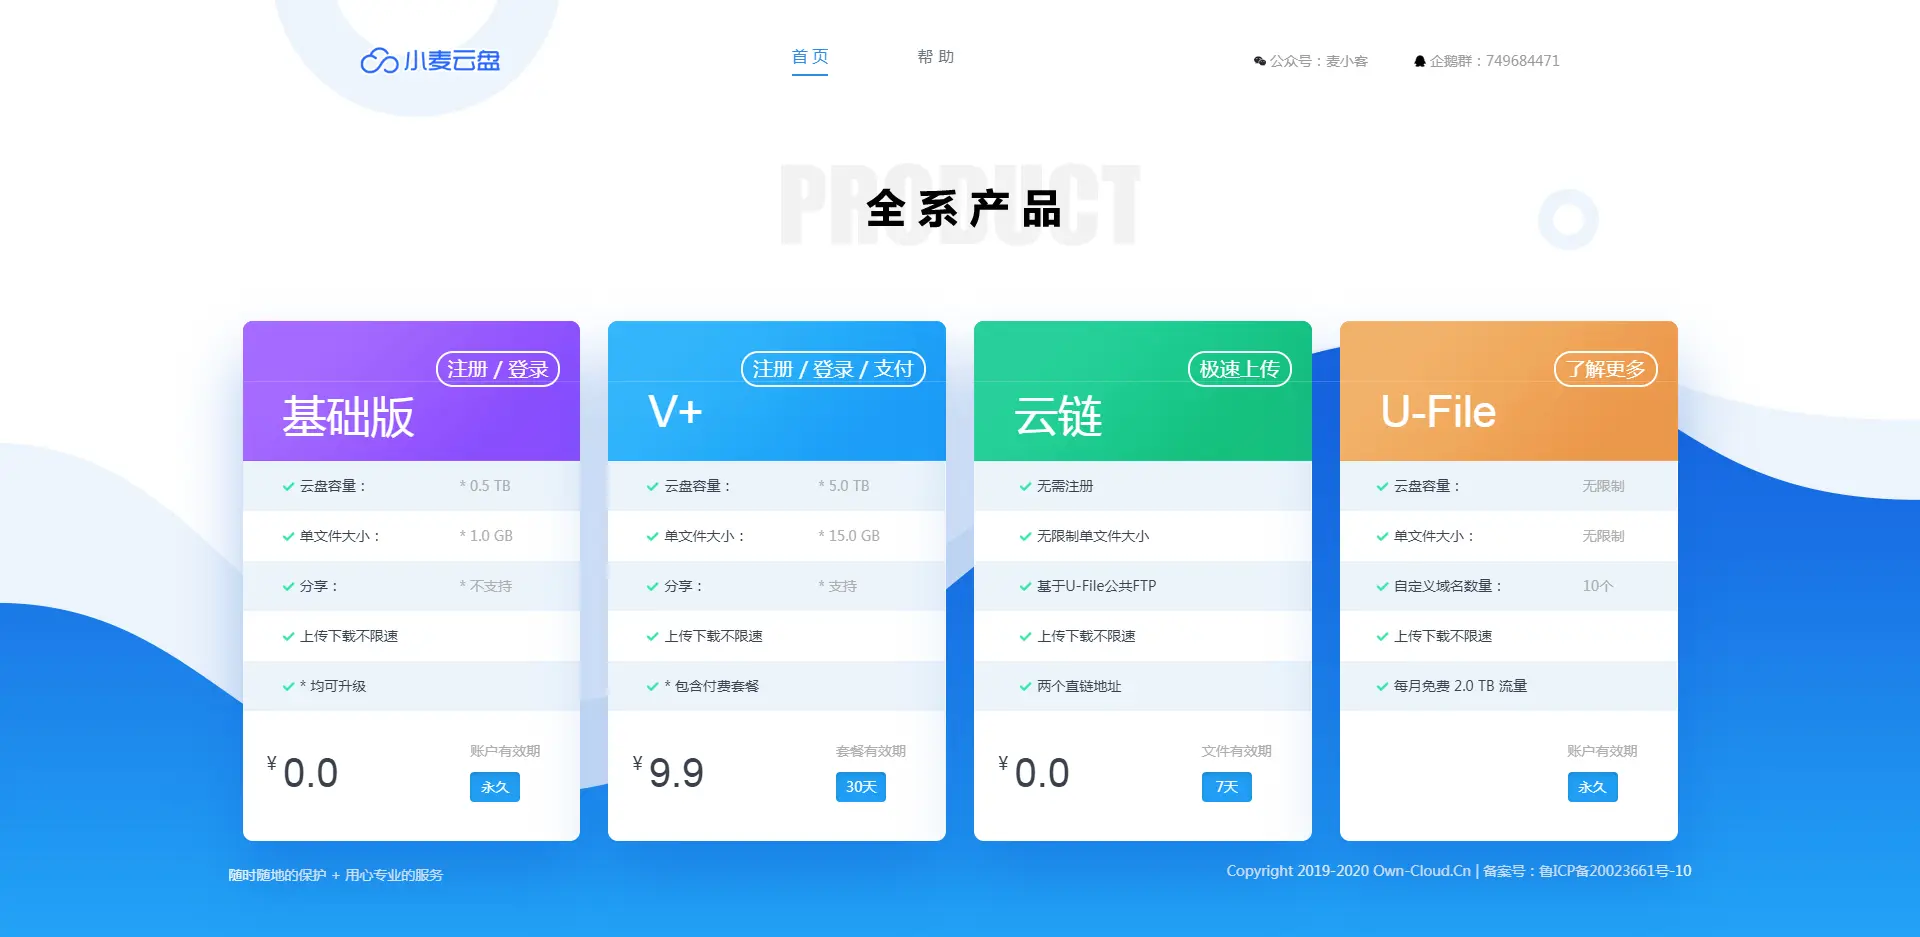 小麦云盘
首 页
帮 助
公众号：麦小客
企鹅群：749684471
PRODUCT
全系产品
注册 / 登录
基础版
云盘容量： * 0.5 TB
单文件大小： * 1.0 GB
分享： * 不支持
上传下载不限速
* 均可升级
¥ 0.0
账户有效期
永久
注册 / 登录 / 支付
V+
云盘容量： * 5.0 TB
单文件大小： * 15.0 GB
分享： * 支持
上传下载不限速
* 包含付费套餐
¥ 9.9
套餐有效期
30天
极速上传
云链
无需注册
无限制单文件大小
基于U-File公共FTP
上传下载不限速
两个直链地址
¥ 0.0
文件有效期
7天
了解更多
U-File
云盘容量： 无限制
单文件大小： 无限制
自定义域名数量： 10个
上传下载不限速
每月免费 2.0 TB 流量
账户有效期
永久
随时随地的保护 + 用心专业的服务
Copyright 2019-2020 Own-Cloud.Cn | 备案号：鲁ICP备20023661号-10